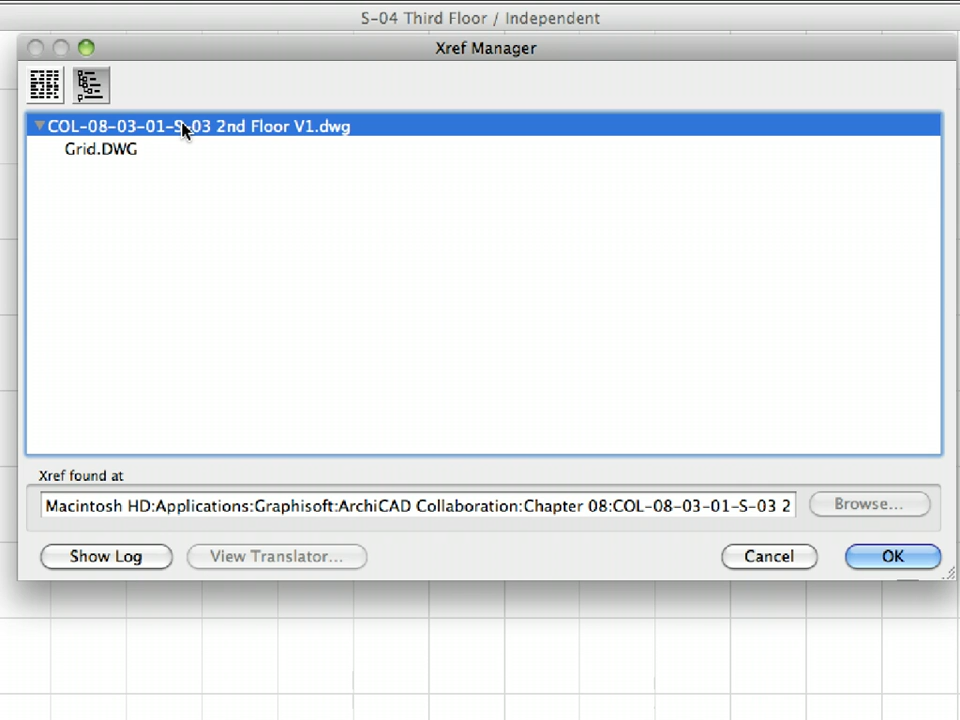 S-04 Third Floor / Independent
Xref Manager
COL-08-03-01-S-03 2nd Floor V1.dwg
Grid.DWG
Xref found at
Macintosh HD:Applications:Graphisoft:ArchiCAD Collaboration:Chapter 08:COL-08-03-01-S-03 2
Browse...
Show Log
View Translator...
Cancel
OK